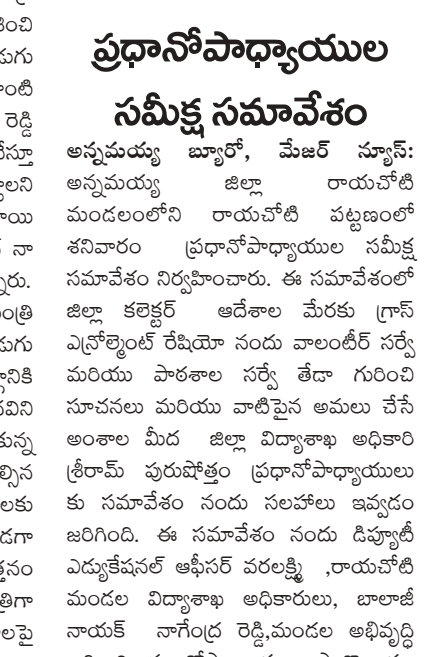 ప్రధానోపాధ్యాయుల
సమీక్ష సమావేశం
అన్నమయ్య బ్యూరో, మేజర్ న్యూస్:
అన్నమయ్య జిల్లా రాయచోటి
మండలంలోని రాయచోటి పట్టణంలో
శనివారం ప్రధానోపాధ్యాయుల సమీక్ష
సమావేశం నిర్వహించారు. ఈ సమావేశంలో
జిల్లా కలెక్టర్ ఆదేశాల మేరకు గ్రాస్
ఎన్రోల్మెంట్ రేషియో నందు వాలంటీర్ సర్వే
మరియు పాఠశాల సర్వే తేడా గురించి
సూచనలు మరియు వాటిపైన అమలు చేసే
అంశాల మీద జిల్లా విద్యాశాఖ అధికారి
శ్రీరామ్ పురుషోత్తం ప్రధానోపాధ్యాయులు
కు సమావేశం నందు సలహాలు ఇవ్వడం
జరిగింది. ఈ సమావేశం నందు డిప్యూటీ
ఎడ్యుకేషనల్ ఆఫీసర్ వరలక్ష్మి ,రాయచోటి
మండల విద్యాశాఖ అధికారులు, బాలాజీ
నాయక్ నాగేంద్ర రెడ్డి,మండల అభివృద్ధి